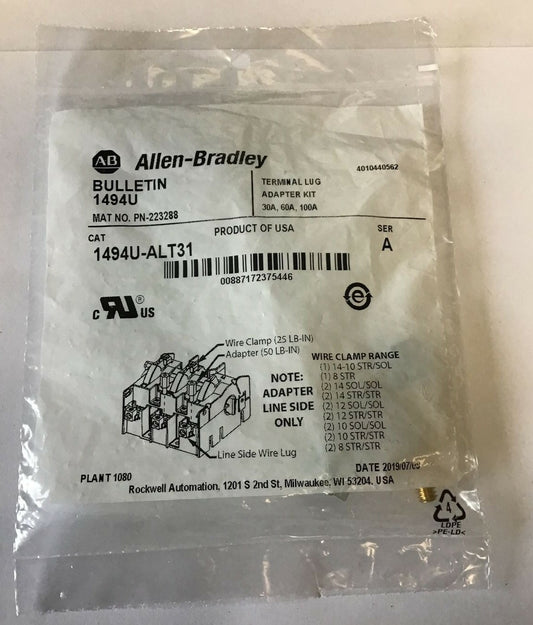 AB Allen-Bradley
4010440562
BULLETIN
1494U
MAT NO. PN-223288
TERMINAL LUG
ADAPTER KIT
30A, 60A, 100A
CAT
PRODUCT OF USA
SER
1494U-ALT31
A
00887172375446
c RU ® US
e
Wire Clamp (25 LB-IN)
Adapter (50 LB-IN)
NOTE:
ADAPTER
LINE SIDE
ONLY
Line Side Wire Lug
WIRE CLAMP RANGE
(1) 14-10 STR/SOL
(1) 8 STR
(2) 14 SOL/SOL
(2) 14 STR/STR
(2) 12 SOL/SOL
(2) 12 STR/STR
(2) 10 SOL/SOL
(2) 10 STR/STR
(2) 8 STR/STR
PLANT 1080
DATE 2019/07/
Rockwell Automation, 1201 S 2nd St, Milwaukee, WI 53204, USA
4
LDPE
>PE-LD<